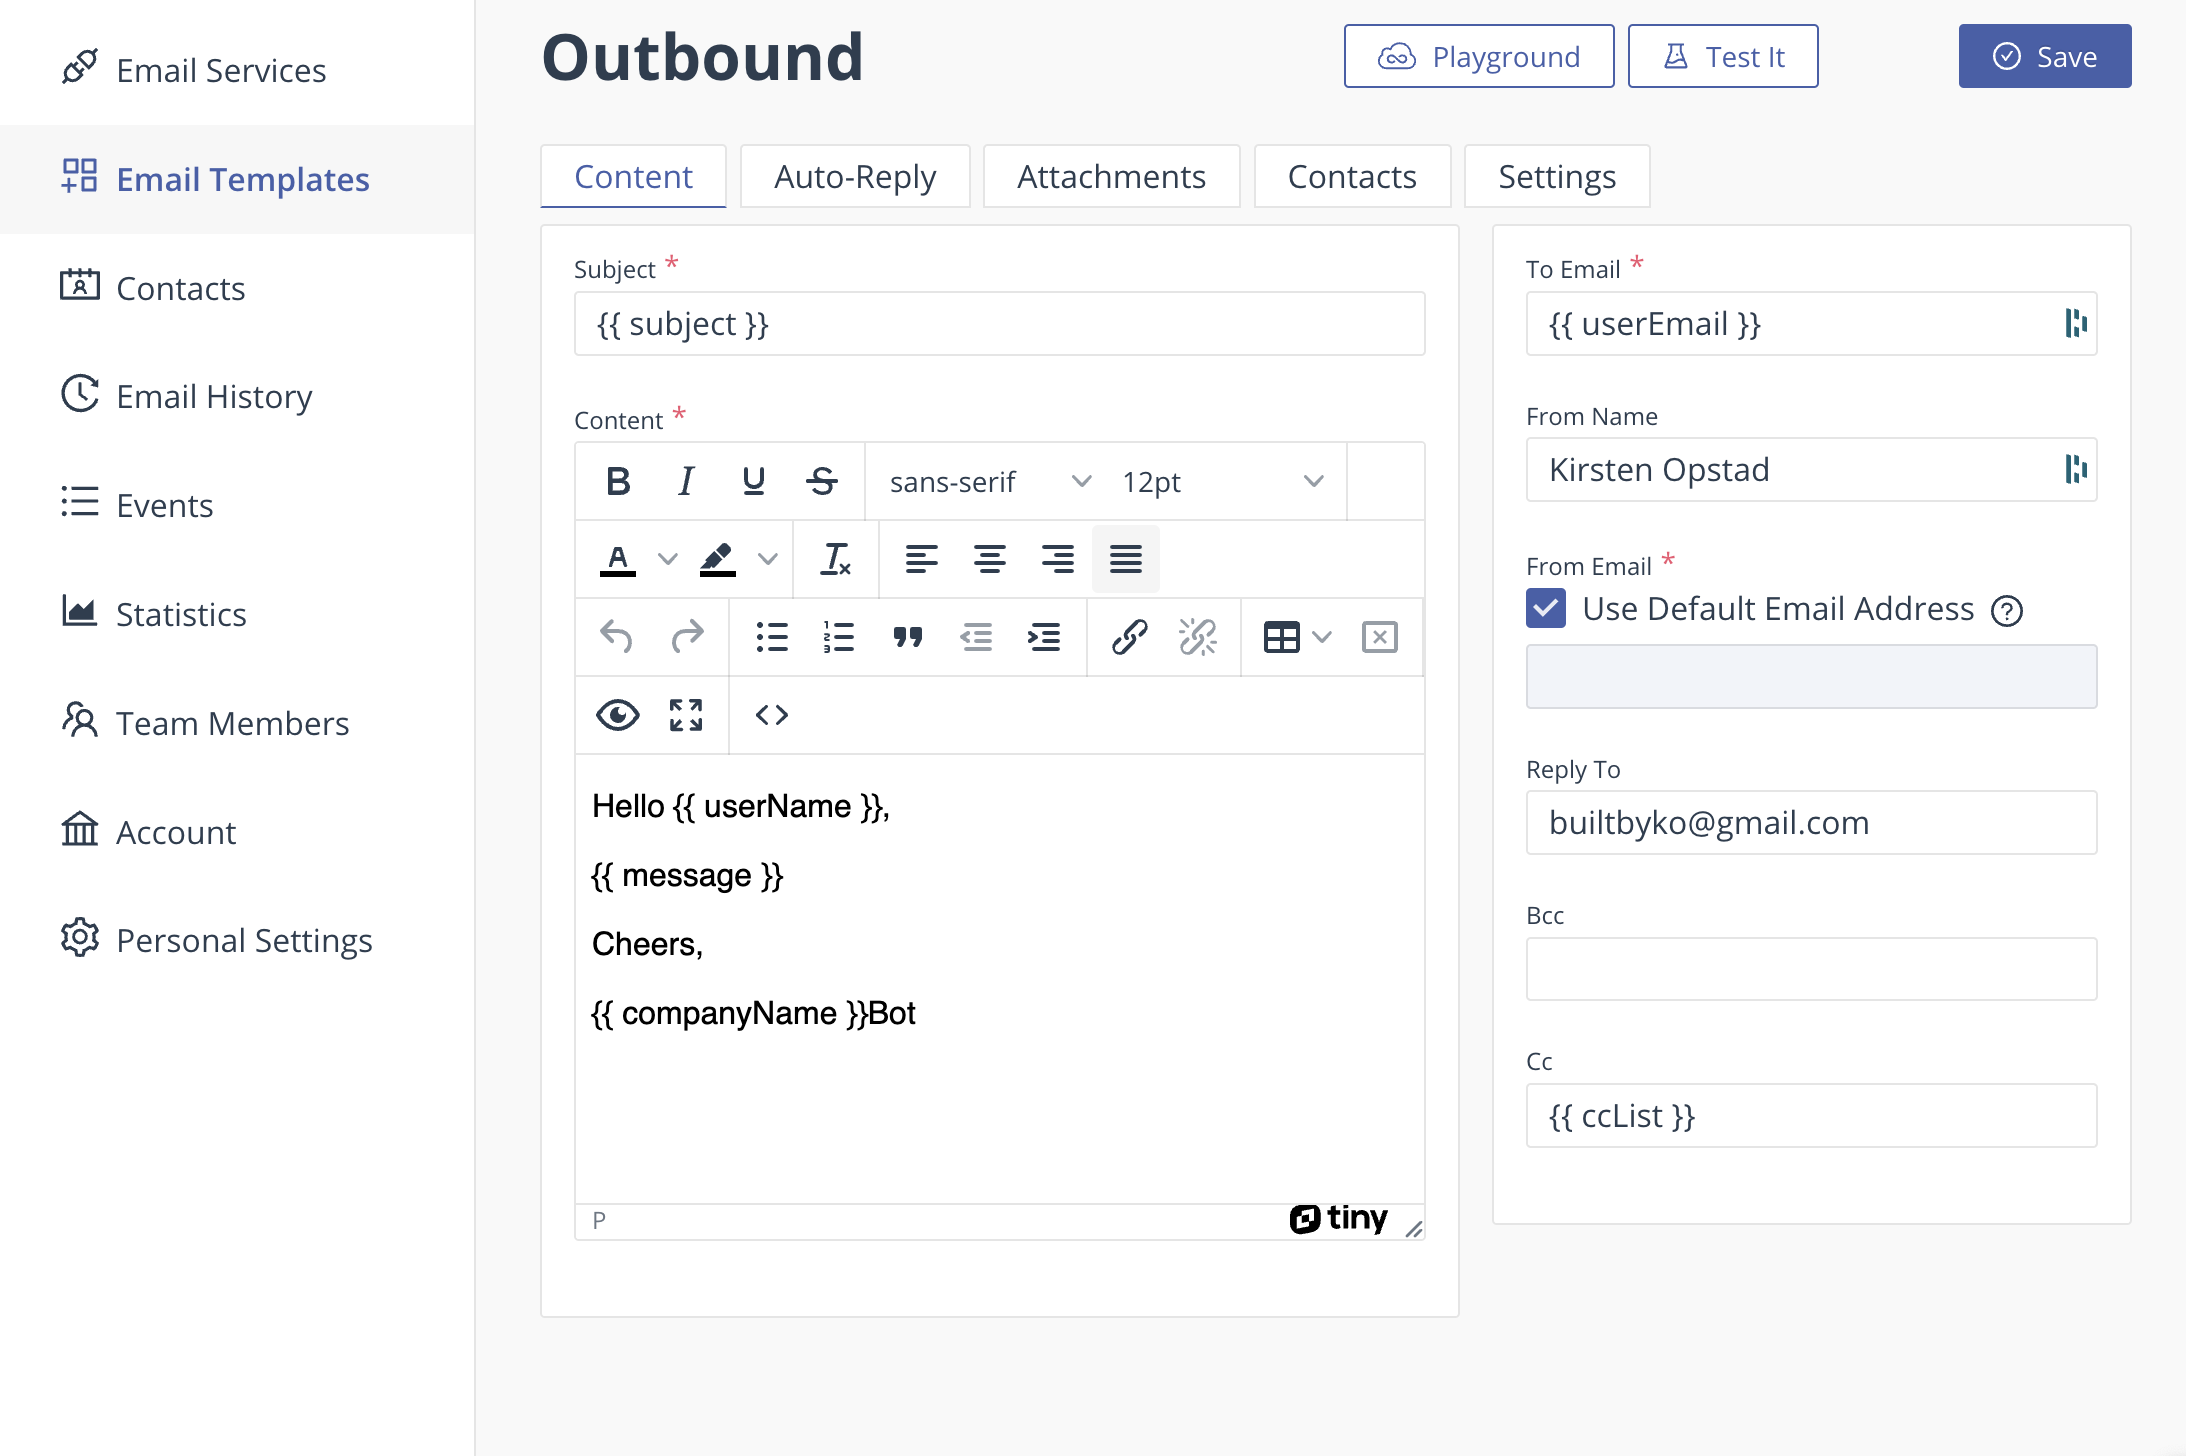 Email Services
Email Templates
Contacts
Email History
Events
Statistics
Team Members
Account
Personal Settings
Outbound
Playground
Test It
Save
Content
Auto-Reply
Attachments
Contacts
Settings
Subject *
{{ subject }}
Content *
B I U S sans-serif 12pt
A
Hello {{ userName }},
{{ message }}
Cheers,
{{ companyName }}Bot
P
tiny
To Email *
{{ userEmail }}
From Name
Kirsten Opstad
From Email *
Use Default Email Address ?
Reply To
builtbyko@gmail.com
Bcc
Cc
{{ ccList }}